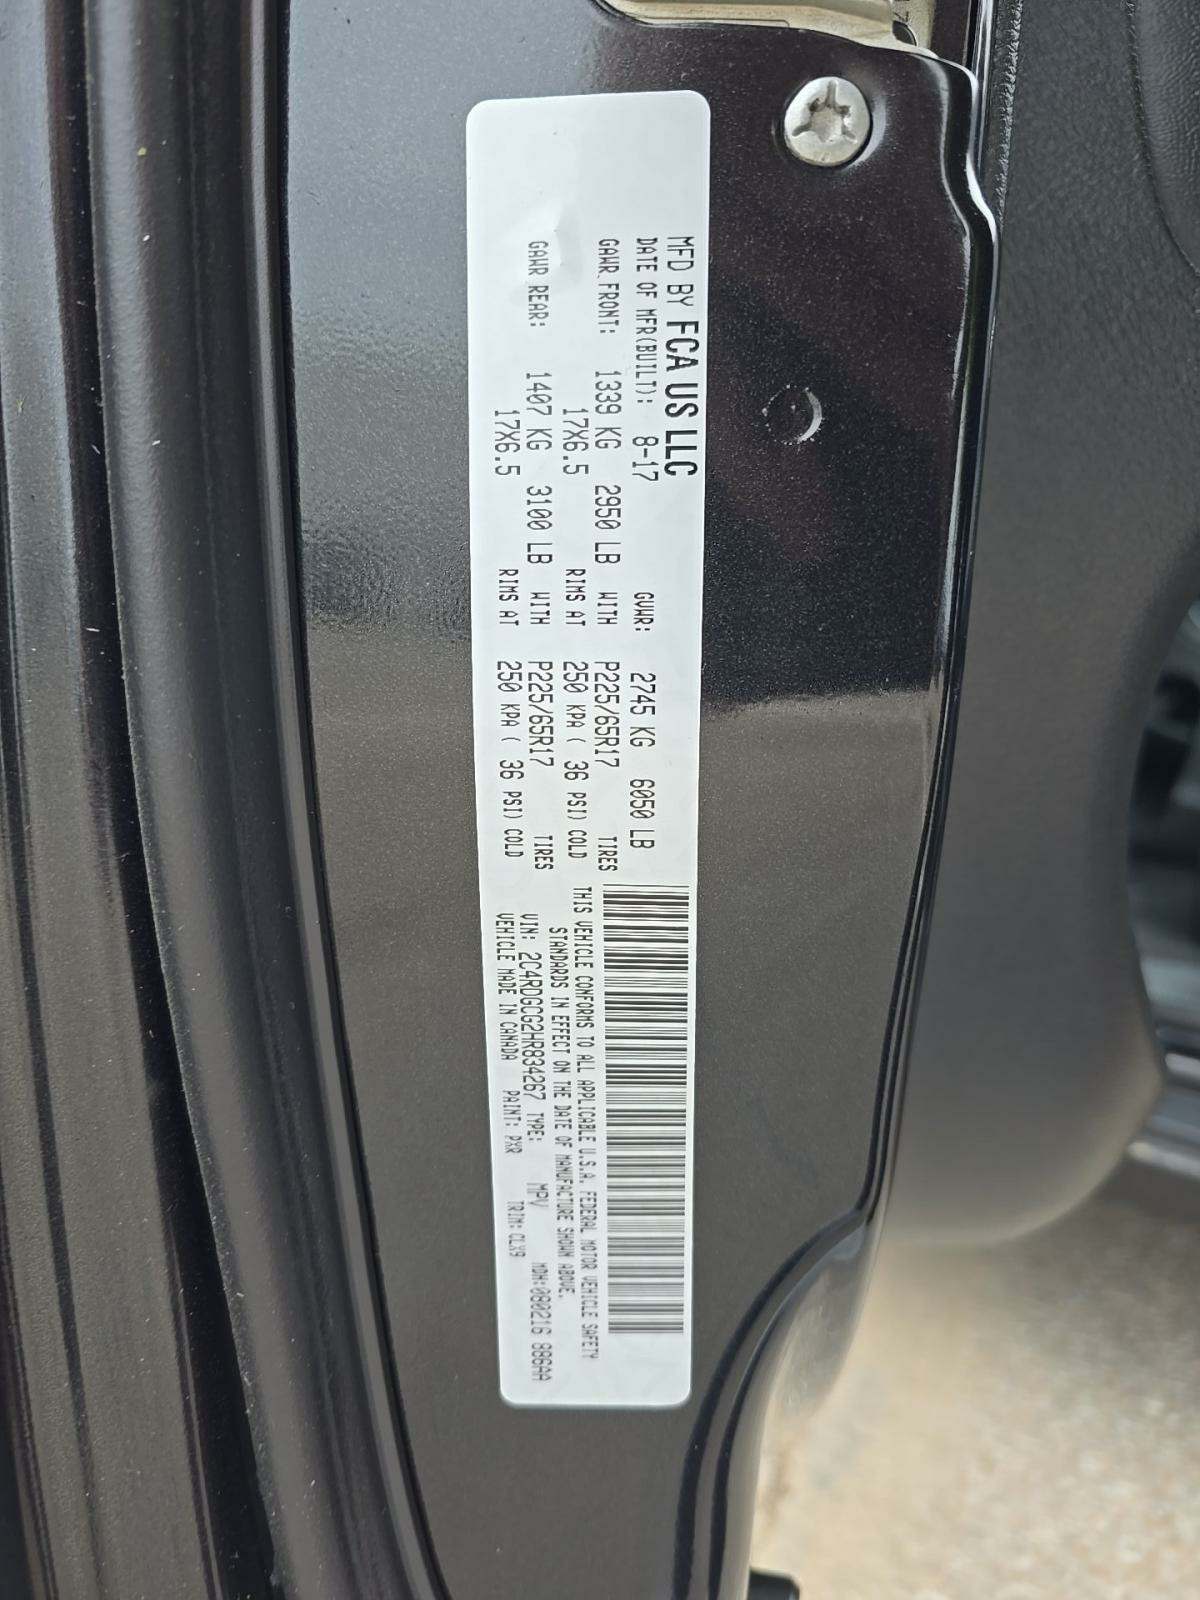 MFD BY FCA US LLC
DATE OF MFR(BUILT): 8-17 GVWR: 2745 KG 6050 LB
GAWR FRONT: 1339 KG 2950 LB WITH P225/65R17 TIRES
17X6.5 RIMS AT 250 KPA ( 36 PSI) COLD
GAWR REAR: 1407 KG 3100 LB WITH P225/65R17 TIRES
17X6.5 RIMS AT 250 KPA ( 36 PSI) COLD
THIS VEHICLE CONFORMS TO ALL APPLICABLE U.S.A. FEDERAL MOTOR VEHICLE SAFETY
STANDARDS IN EFFECT ON THE DATE OF MANUFACTURE SHOWN ABOVE.
VIN: 2C4RDGCG2HR834267 TYPE: MPV MDH:080216 886AA
VEHICLE MADE IN CANADA PAINT: PXR TRIM: CLX9